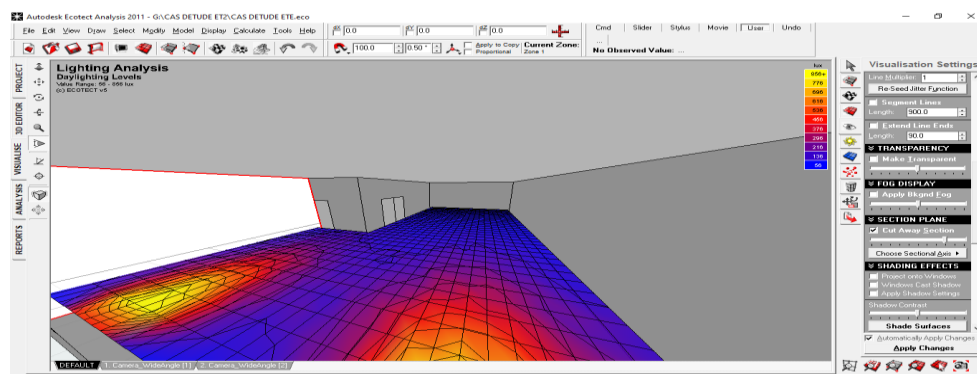 Autodesk Ecotect Analysis - 2011 - G:\CAS DETUDE ET2\CAS DETUDE ETE.eco
File Edit View Draw Select Modify Model Display Calculate Tools Help
0.0 0.0 0.0
Cmd Slider Stylus Movie User Undo
...
No Observed Value: ...
100.0 0.50 ° Apply to Copy Current Zone:
Proportional Zone 1
PROJECT
3D EDITOR
VISUALISE
ANALYSIS
REPORTS
Lighting Analysis
Daylighting Levels
Value Range: 56 - 856 lux
(c) ECOTECT v5
lux
856+
776
696
616
536
456
376
296
216
136
56
Visualisation Settings
Line Multiplier: 1
Re-Seed Jitter Function
Segment Lines
Length: 900.0
Extend Line Ends
Length: 90.0
TRANSPARENCY
Make Transparent
FOG DISPLAY
Apply Bkgnd Fog
SECTION PLANE
Cut Away Section
Choose Sectional Axis
SHADING EFFECTS
Project onto Windows
Windows Cast Shadow
Apply Shadow Settings
Shadow Contrast
Shade Surfaces
Automatically Apply Changes
Apply Changes
DEFAULT 1. Camera_WideAngle [1] 2. Camera_WideAngle [2]